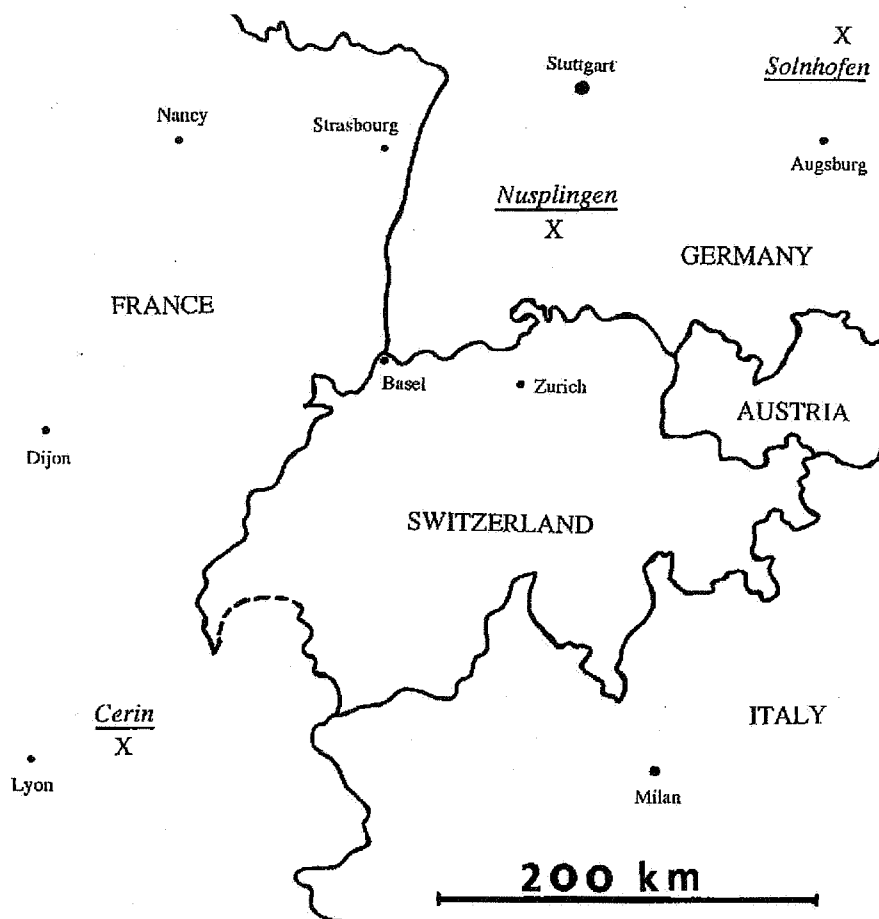 X
Solnhofen
Stuttgart
Nancy
Strasbourg
Augsburg
Nusplingen
X
GERMANY
FRANCE
Basel
Zurich
AUSTRIA
Dijon
SWITZERLAND
Cerin
X
ITALY
Lyon
Milan
200 km